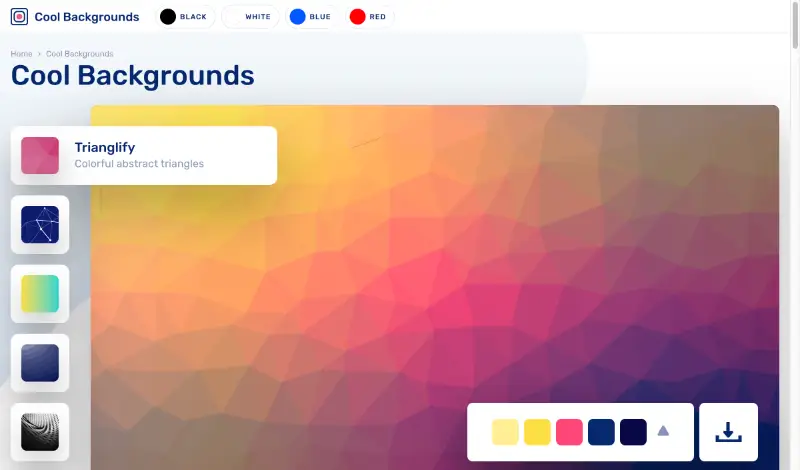 Cool Backgrounds
BLACK
WHITE
BLUE
RED
Home > Cool Backgrounds
Cool Backgrounds
Trianglify
Colorful abstract triangles